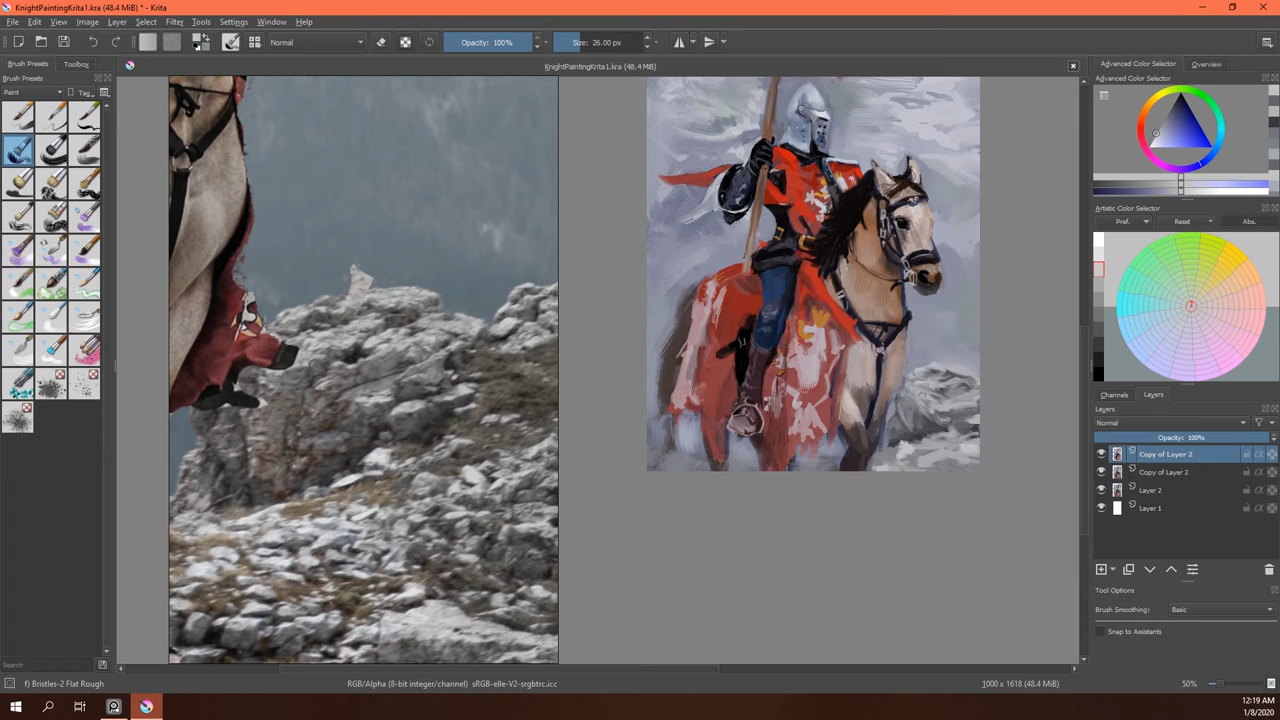 KnightPaintingKrita1.kra (48.4 MiB) * - Krita
File Edit View Image Layer Select Filter Tools Settings Window Help
Normal Opacity: 100% Size: 26.00 px
Brush Presets Toolbox
KnightPaintingKrita1.kra (48.4 MiB)
Advanced Color Selector Overview
Brush Presets
Advanced Color Selector
Paint Tag
Artistic Color Selector
Pref. Reset Abs.
Channels Layers
Layers
Normal
Opacity: 100%
Copy of Layer 2
Copy of Layer 2
Layer 2
Layer 1
Tool Options
Brush Smoothing: Basic
Snap to Assistants
Search
f) Bristles-2 Flat Rough
RGB/Alpha (8-bit integer/channel) sRGB-elle-V2-srgbtrc.icc
1000 x 1618 (48.4 MiB)
50%
12:19 AM
1/8/2020